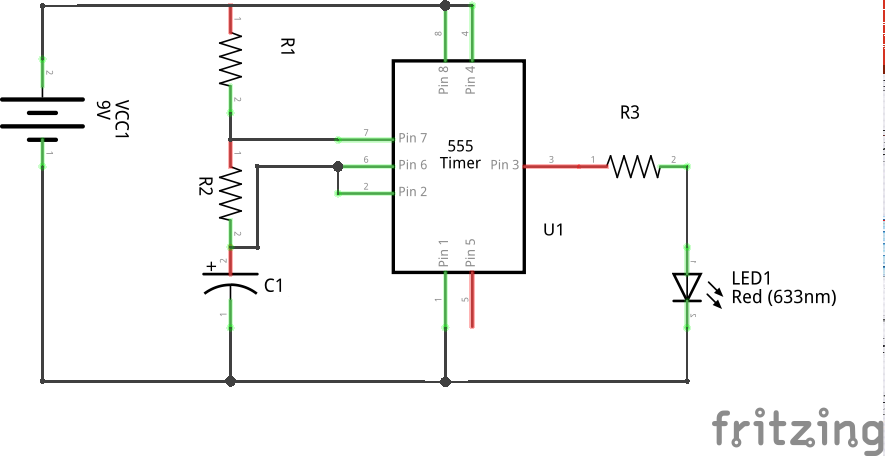 1
R1
2
8
4
Pin 8
Pin 4
2
VCC1
9V
1
7
Pin 7
6
Pin 6
2
Pin 2
555
Timer
Pin 3
3
1
R3
2
1
R2
2
2
+
C1
1
Pin 1
Pin 5
1
5
U1
1
LED1
Red (633nm)
2
fritzing